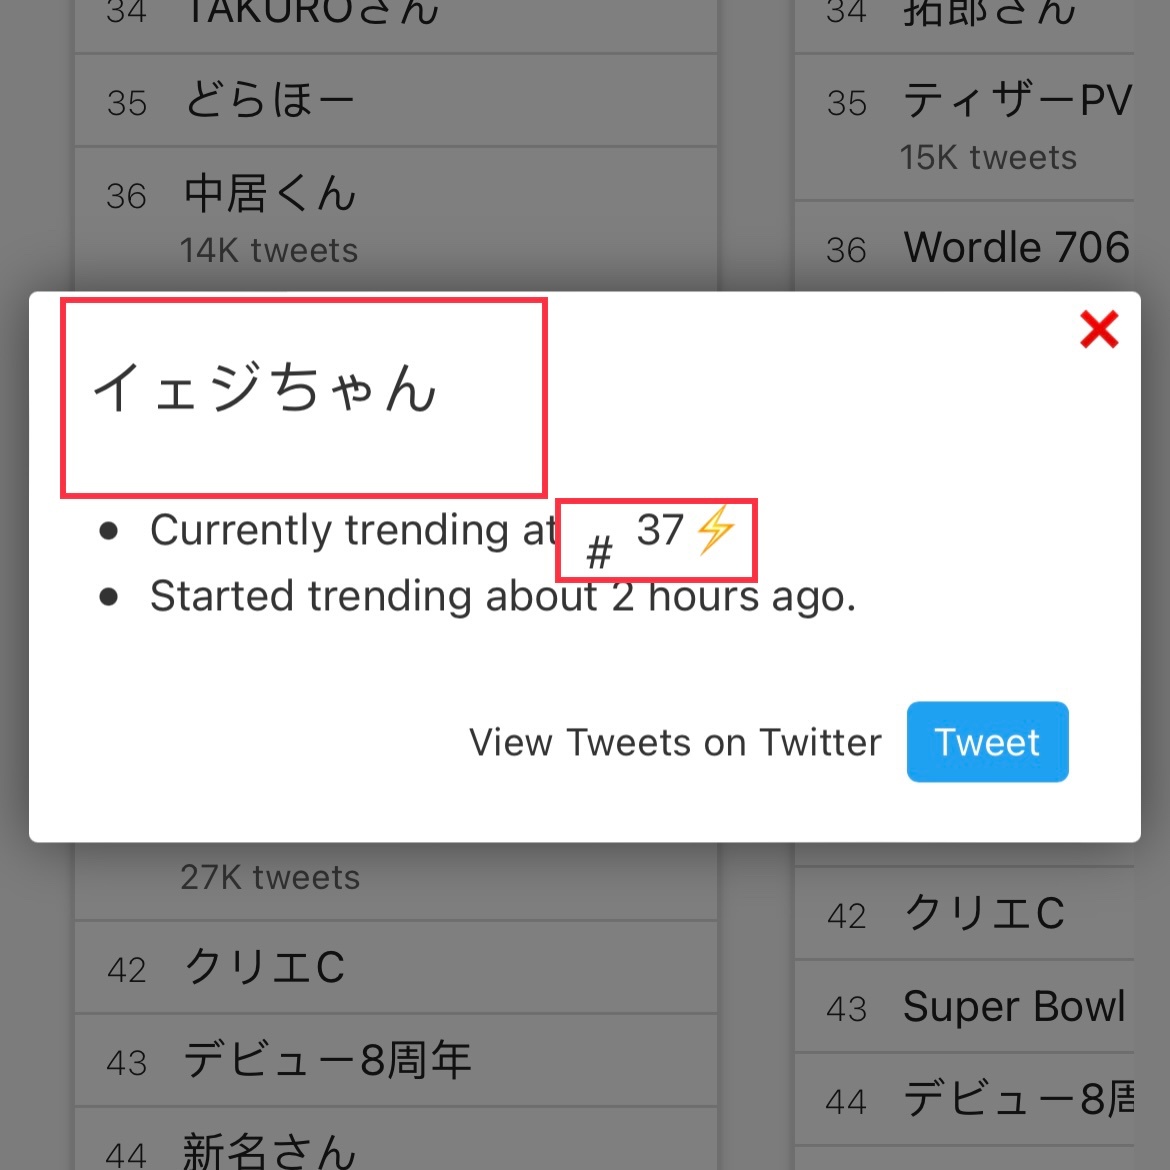 34 TAKUROさん
35 どらほー
36 中居くん
14K tweets
34 拓郎さん
35 ティザーPV
15K tweets
36 Wordle 706
イェジちゃん
• Currently trending at # 37⚡
• Started trending about 2 hours ago.
View Tweets on Twitter
Tweet
27K tweets
42 クリエC
43 デビュー8周年
44 新名さん
42 クリエC
43 Super Bowl
44 デビュー8周